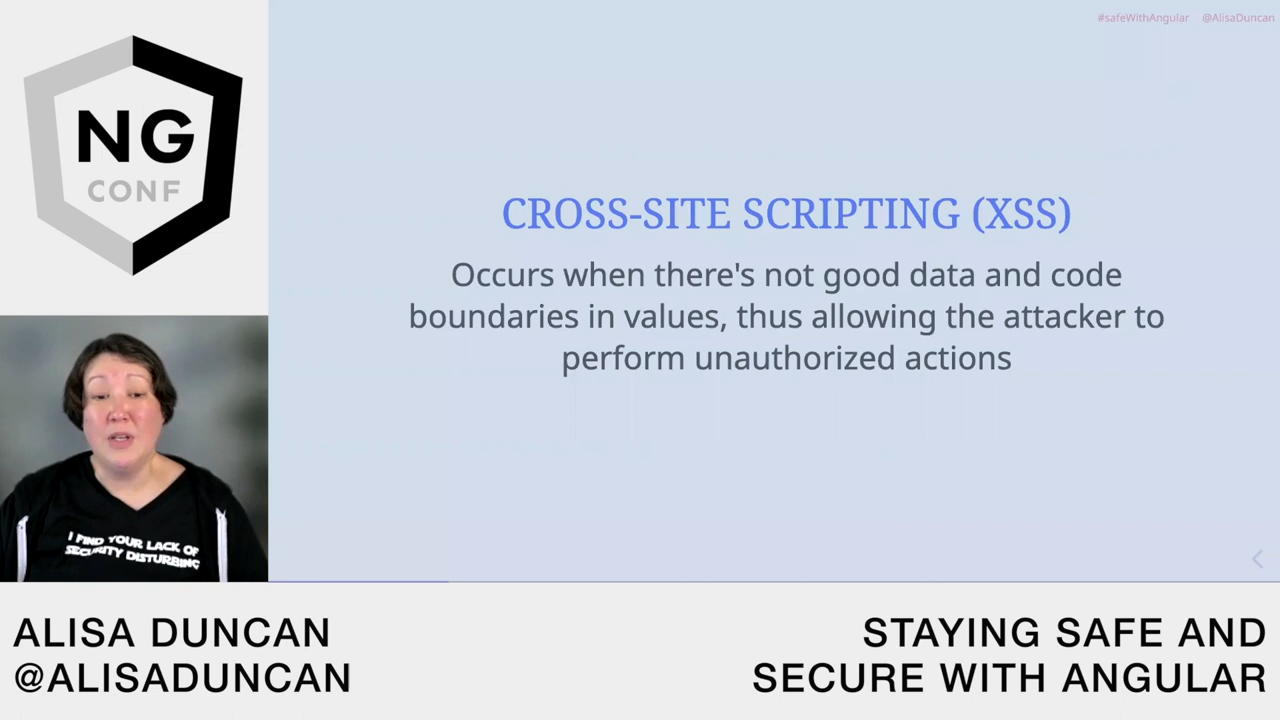 #safeWithAngular @AlisaDuncan
NG
CONF
CROSS-SITE SCRIPTING (XSS)
Occurs when there's not good data and code
boundaries in values, thus allowing the attacker to
perform unauthorized actions
I FIND YOUR LACK OF
SECURITY DISTURBING
ALISA DUNCAN
@ALISADUNCAN
STAYING SAFE AND
SECURE WITH ANGULAR